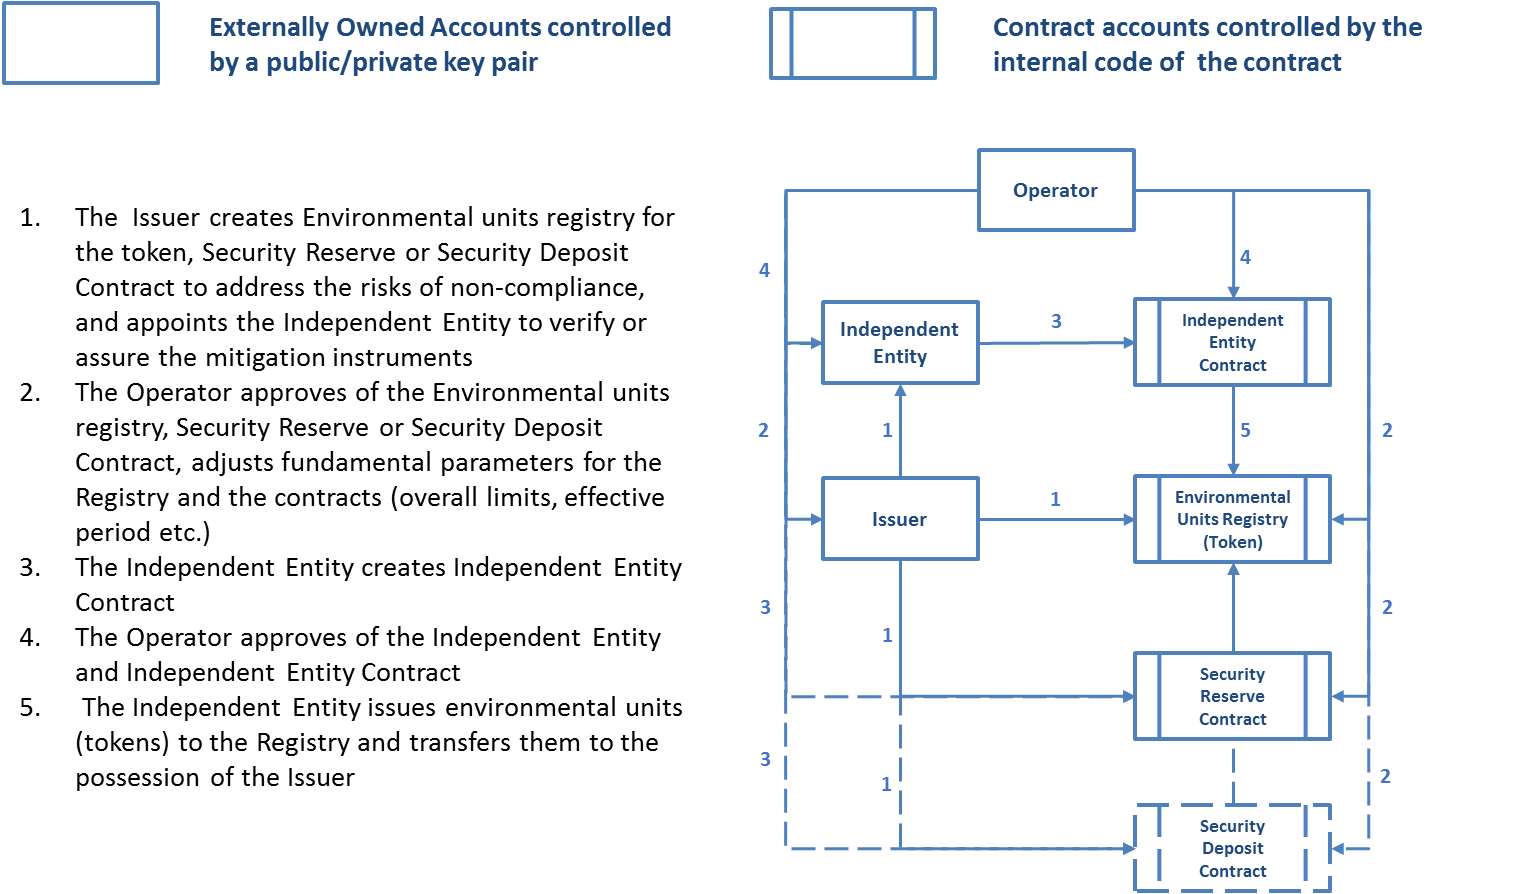 Externally Owned Accounts controlled
by a public/private key pair
Contract accounts controlled by the
internal code of the contract
1. The Issuer creates Environmental units registry for
the token, Security Reserve or Security Deposit
Contract to address the risks of non-compliance,
and appoints the Independent Entity to verify or
assure the mitigation instruments
2. The Operator approves of the Environmental units
registry, Security Reserve or Security Deposit
Contract, adjusts fundamental parameters for the
Registry and the contracts (overall limits, effective
period etc.)
3. The Independent Entity creates Independent Entity
Contract
4. The Operator approves of the Independent Entity
and Independent Entity Contract
5. The Independent Entity issues environmental units
(tokens) to the Registry and transfers them to the
possession of the Issuer
Operator
4
4
Independent
Entity
3
Independent
Entity
Contract
2
1
5
2
Issuer
1
Environmental
Units Registry
(Token)
3
1
2
Security
Reserve
Contract
3
1
2
Security
Deposit
Contract